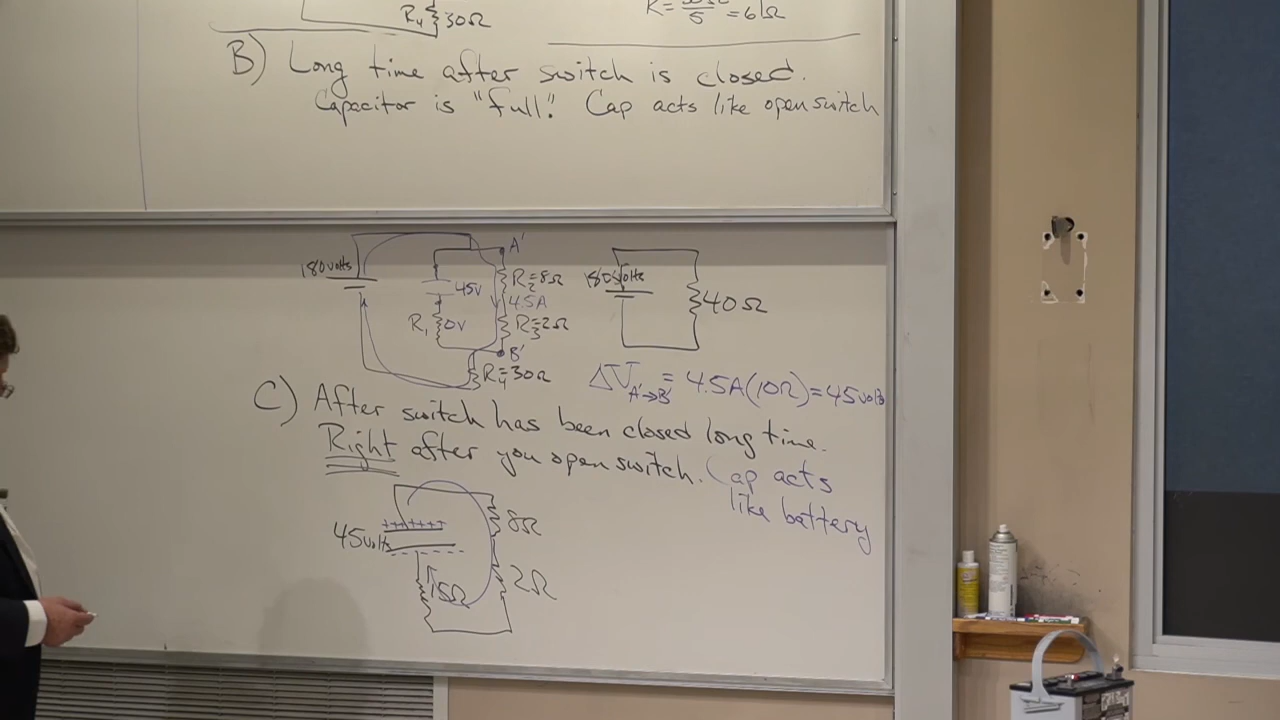 R₄ 30Ω
5 = 6Ω
B) Long time after switch is closed.
Capacitor is "full". Cap acts like open switch
180 volts
A'
R₂=8Ω
45V
4.5A
R₁ 0V
R₃=2Ω
B'
R₄=30Ω
180 volts
40Ω
ΔV A'→B' = 4.5A(10Ω) = 45 volts
C) After switch has been closed long time.
Right after you open switch. Cap acts
like battery
+++++++
8Ω
45 volts
15Ω
2Ω